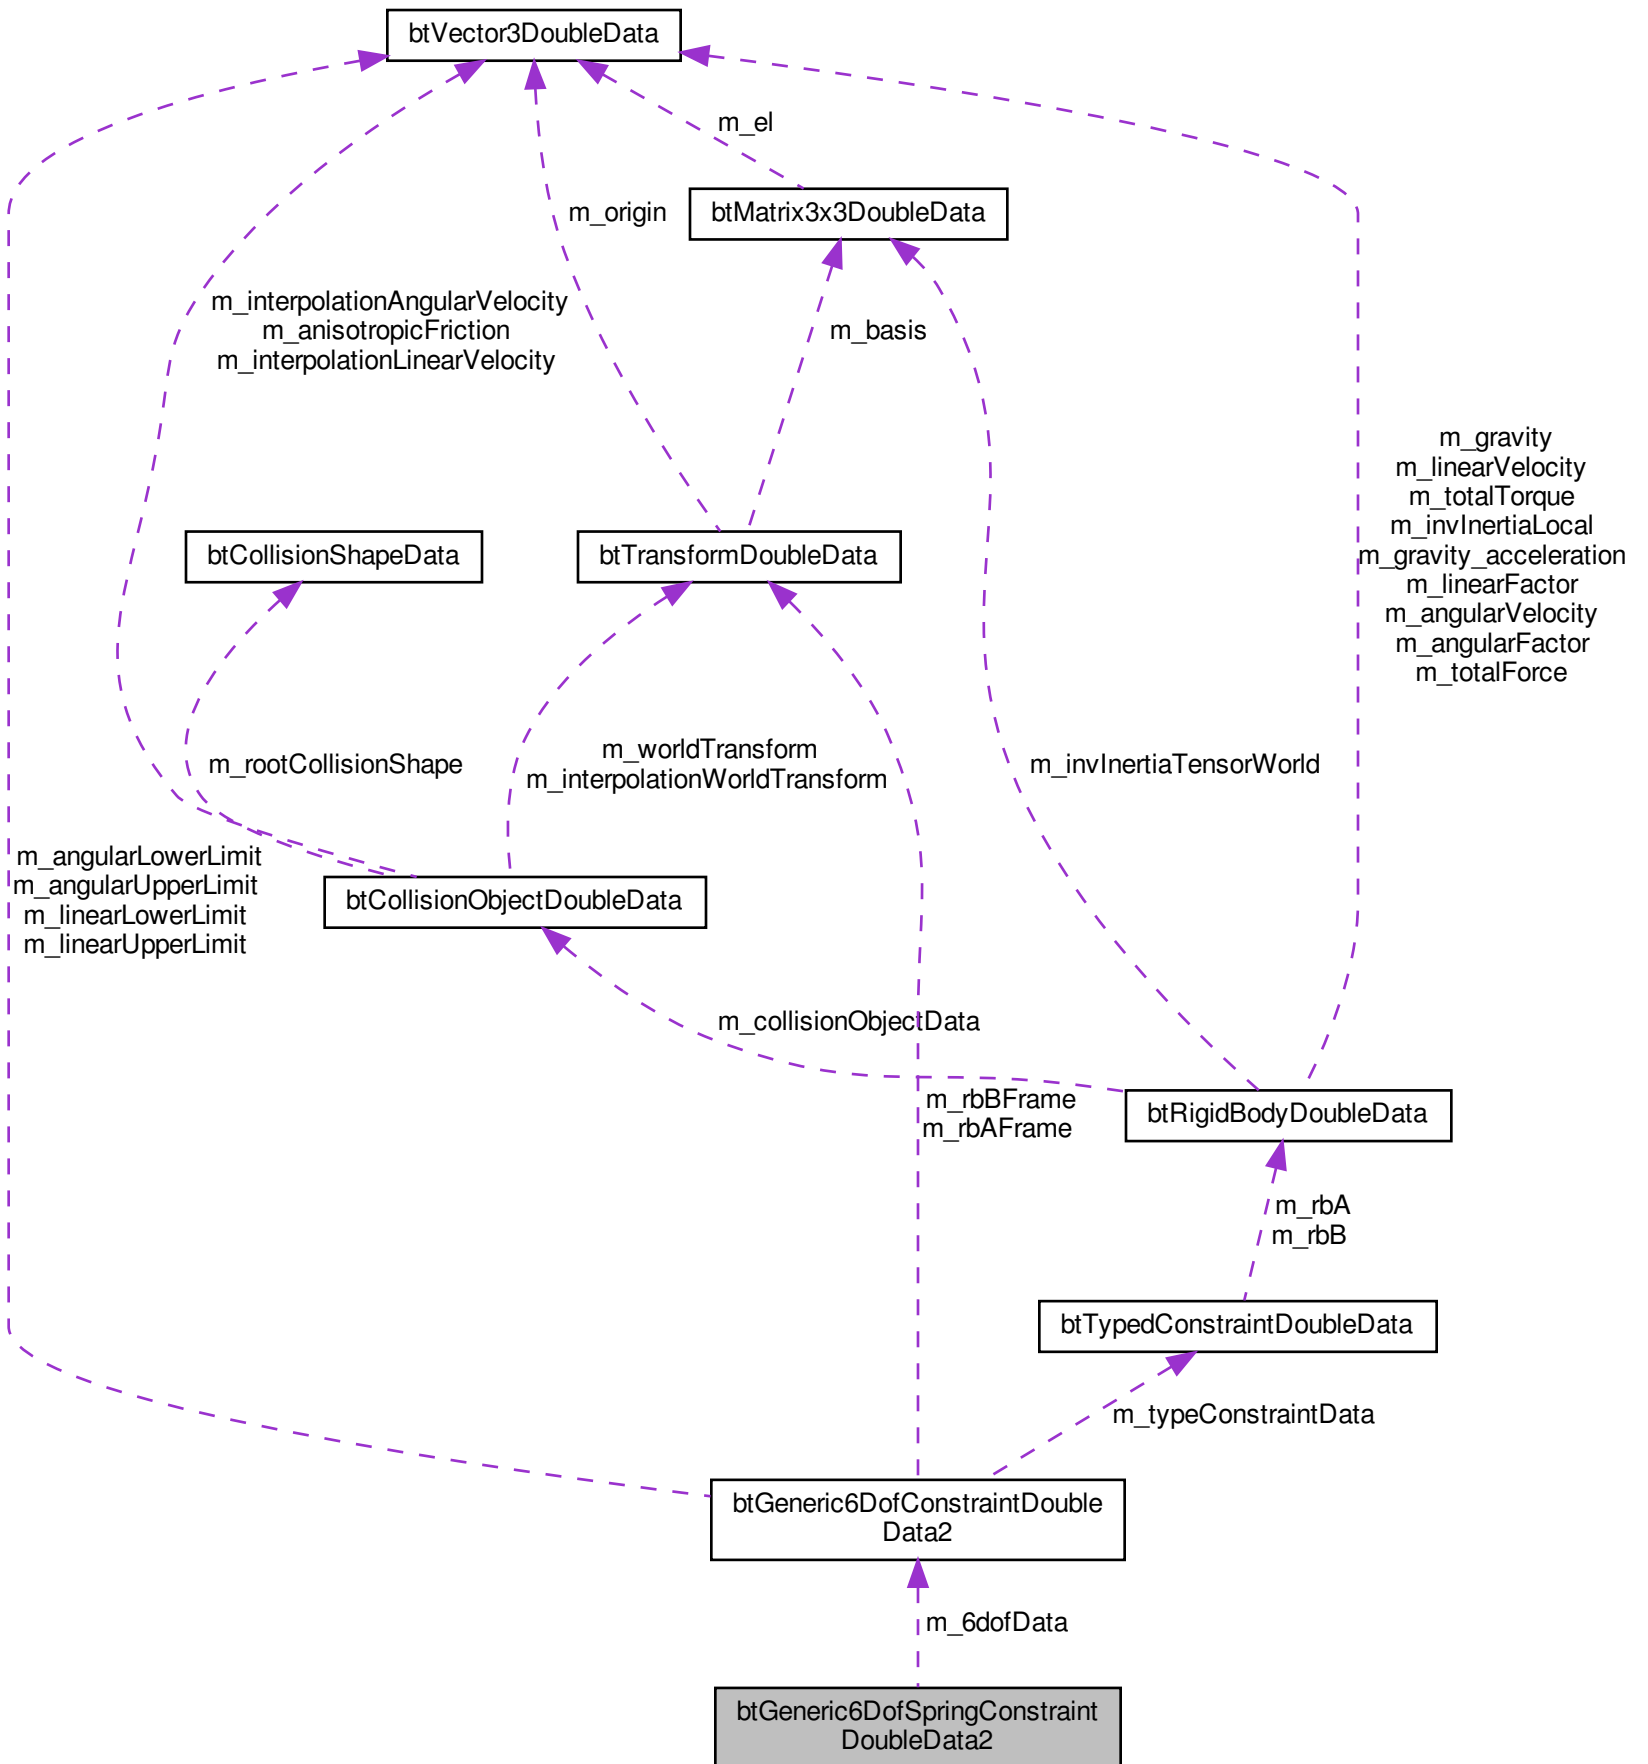 btVector3DoubleData
m_el
btMatrix3x3DoubleData
m_origin
m_interpolationAngularVelocity
m_anisotropicFriction
m_interpolationLinearVelocity
m_basis
m_gravity
m_linearVelocity
m_totalTorque
m_invInertiaLocal
m_gravity_acceleration
m_linearFactor
m_angularVelocity
m_angularFactor
m_totalForce
btCollisionShapeData
btTransformDoubleData
m_rootCollisionShape
m_worldTransform
m_interpolationWorldTransform
m_invInertiaTensorWorld
m_angularLowerLimit
m_angularUpperLimit
m_linearLowerLimit
m_linearUpperLimit
btCollisionObjectDoubleData
m_collisionObjectData
m_rbBFrame
m_rbAFrame
btRigidBodyDoubleData
m_rbA
m_rbB
btTypedConstraintDoubleData
m_typeConstraintData
btGeneric6DofConstraintDouble
Data2
m_6dofData
btGeneric6DofSpringConstraint
DoubleData2